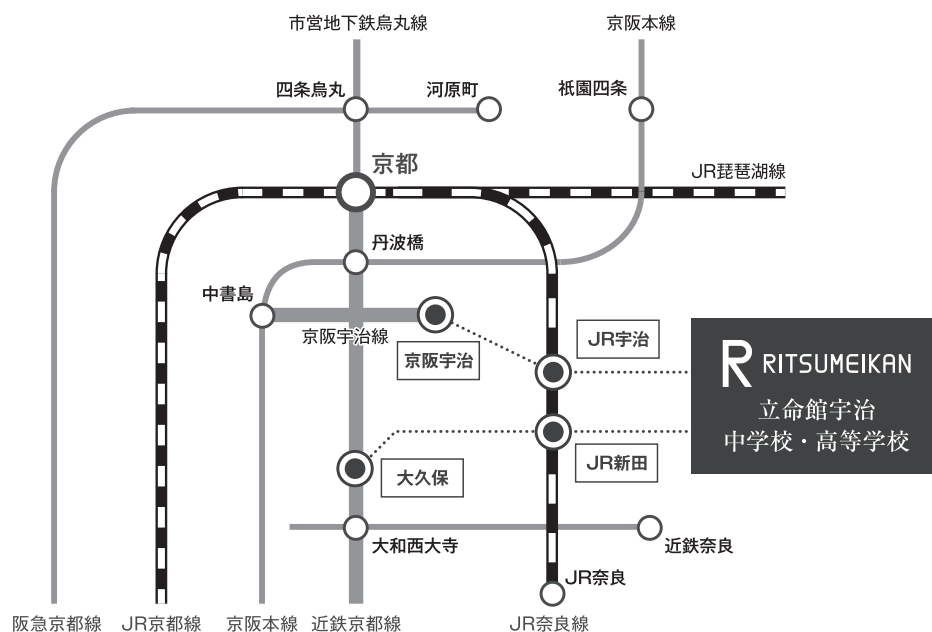 市営地下鉄烏丸線
京阪本線
四条烏丸
河原町
祇園四条
京都
JR琵琶湖線
丹波橋
中書島
京阪宇治線
京阪宇治
JR宇治
RITSUMEIKAN
立命館宇治
中学校・高等学校
大久保
JR新田
大和西大寺
近鉄奈良
JR奈良
阪急京都線
JR京都線
京阪本線
近鉄京都線
JR奈良線